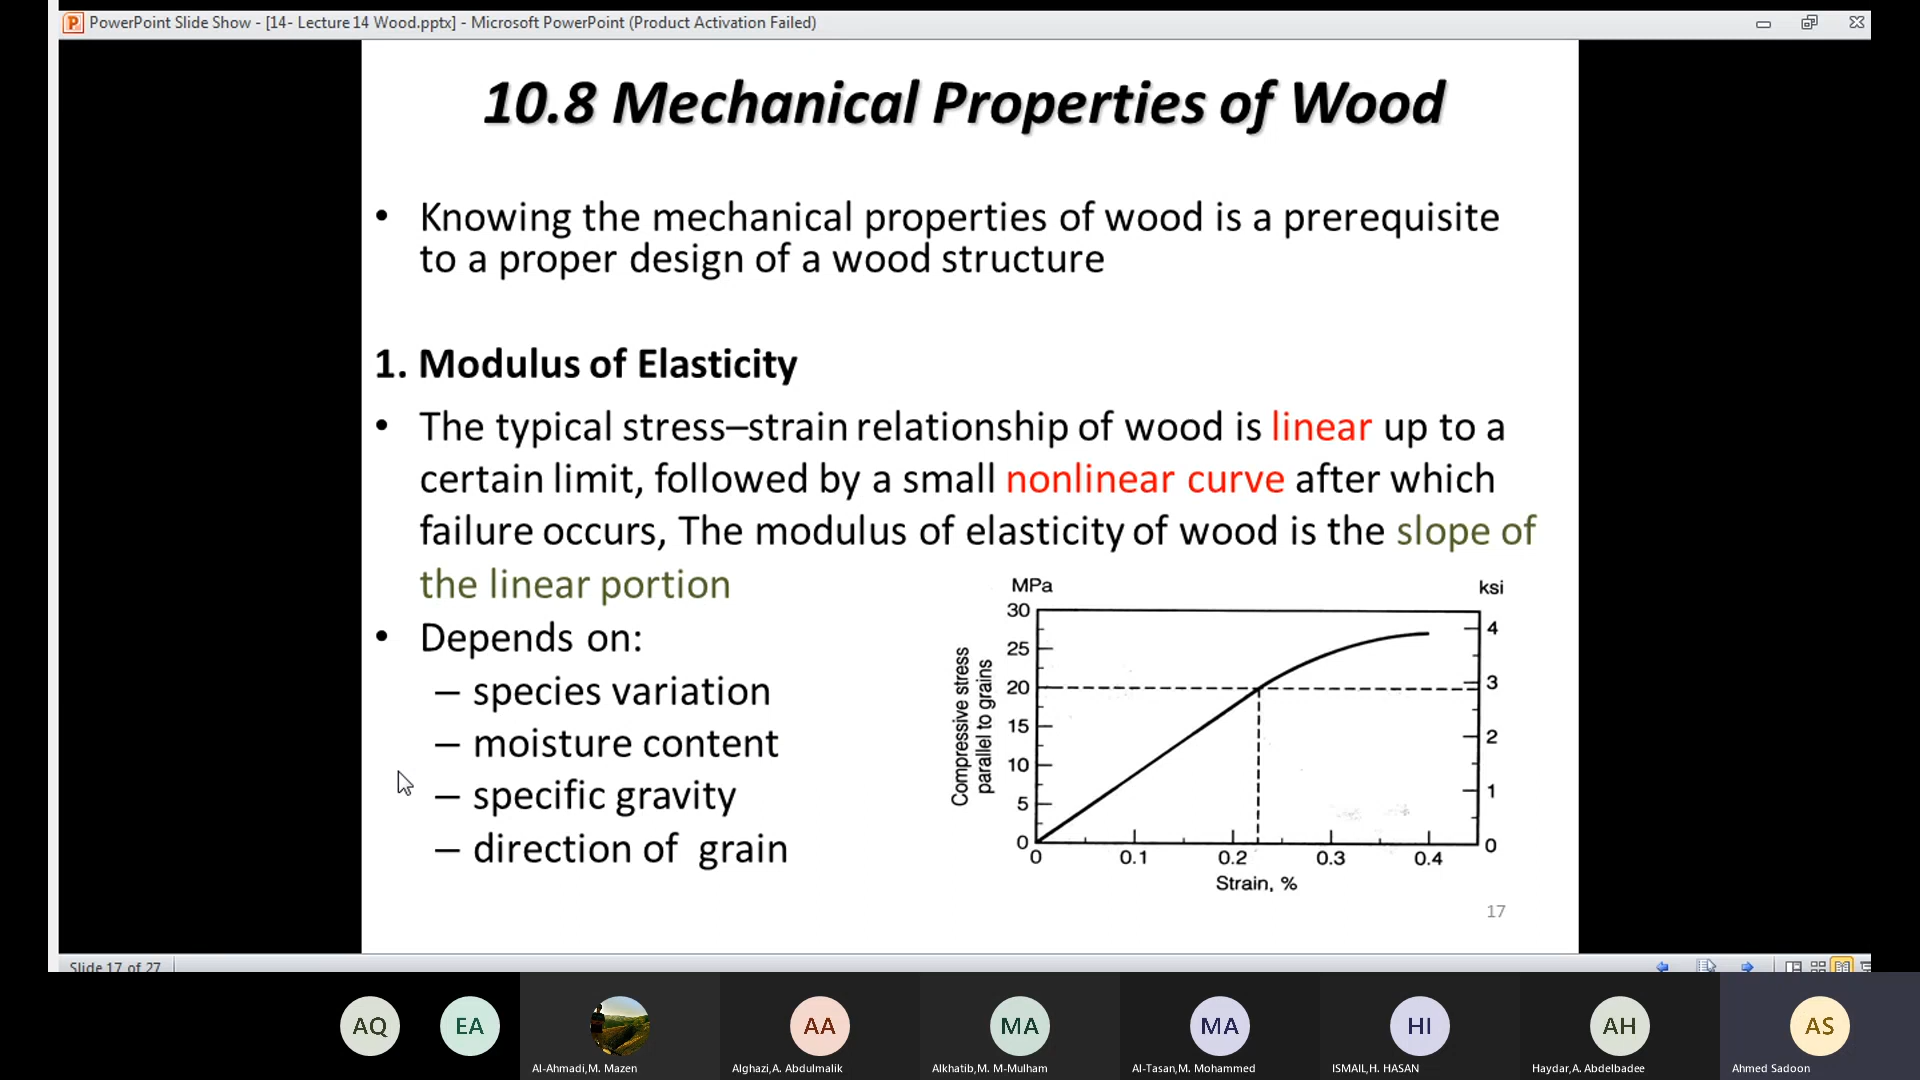 PowerPoint Slide Show - [14- Lecture 14 Wood.pptx] - Microsoft PowerPoint (Product Activation Failed)
10.8 Mechanical Properties of Wood
• Knowing the mechanical properties of wood is a prerequisite
to a proper design of a wood structure
1. Modulus of Elasticity
• The typical stress–strain relationship of wood is linear up to a
certain limit, followed by a small nonlinear curve after which
failure occurs, The modulus of elasticity of wood is the slope of
the linear portion
• Depends on:
– species variation
– moisture content
– specific gravity
– direction of grain
MPa
ksi
30
25
20
15
10
5
0
4
3
2
1
0
Compressive stress
parallel to grains
0 0.1 0.2 0.3 0.4
Strain, %
17
Slide 17 of 27
AQ EA AA MA MA HI AH AS
Al-Ahmadi,M. Mazen Alghazi,A. Abdulmalik Alkhatib,M. M-Mulham Al-Tasan,M. Mohammed ISMAIL,H. HASAN Haydar,A. Abdelbadee Ahmed Sadoon